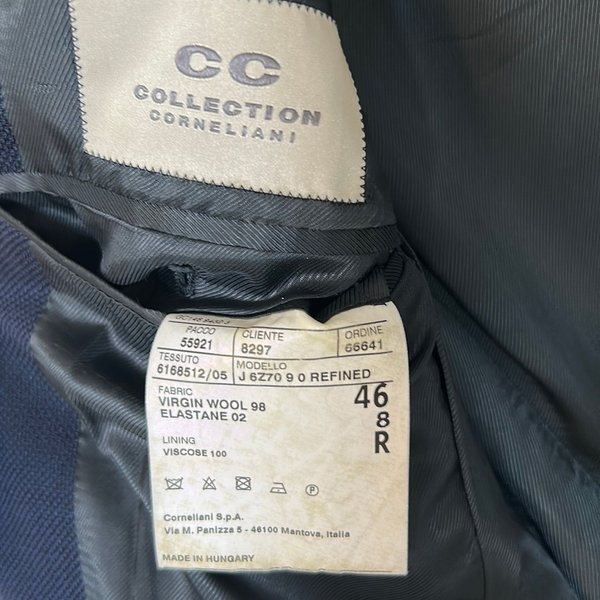 CC
COLLECTION
CORNELIANI
PACCO CLIENTE ORDINE
55921 8297 66641
TESSUTO MODELLO
6168512/05 J 6Z70 9 0 REFINED
FABRIC
VIRGIN WOOL 98
ELASTANE 02
46
8
R
LINING
VISCOSE 100
P
Corneliani S.p.A.
Via M. Panizza 5 - 46100 Mantova, Italia
MADE IN HUNGARY